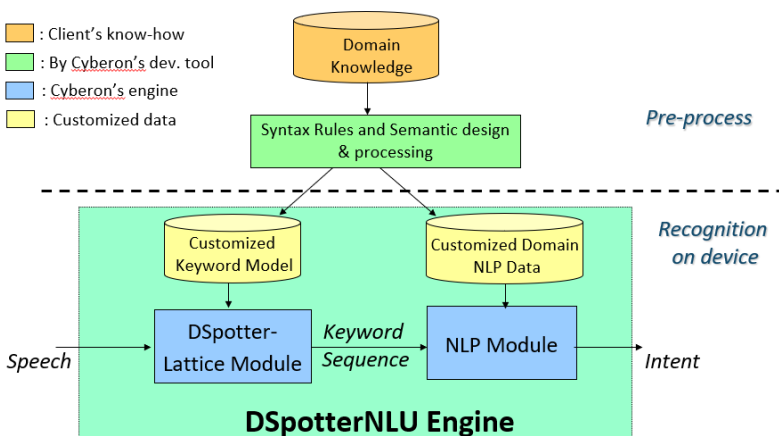 : Client's know-how
: By Cyberon's dev. tool
: Cyberon's engine
: Customized data
Domain
Knowledge
Syntax Rules and Semantic design
& processing
Pre-process
Recognition
on device
Customized
Keyword Model
Customized Domain
NLP Data
Speech
DSpotter-
Lattice Module
Keyword
Sequence
NLP Module
Intent
DSpotterNLU Engine